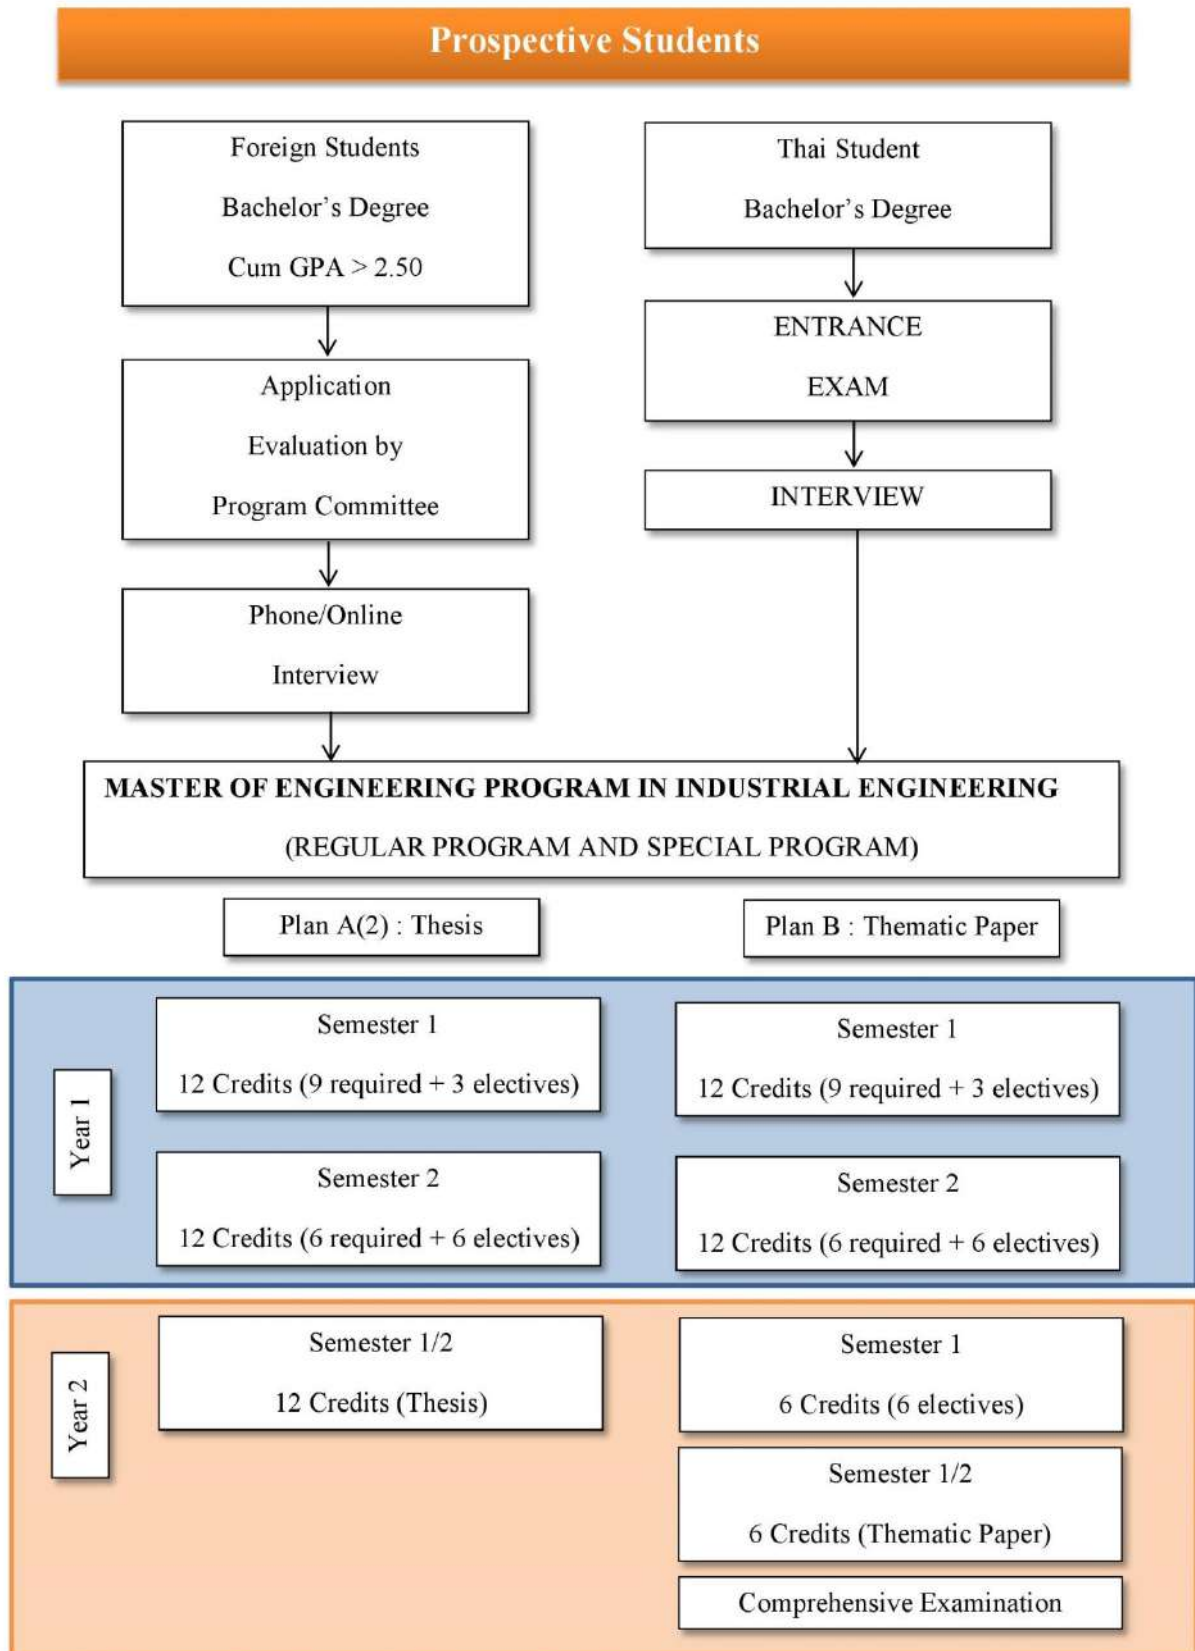 Prospective Students
Foreign Students
Bachelor's Degree
Cum GPA > 2.50
Application
Evaluation by
Program Committee
Phone/Online
Interview
Thai Student
Bachelor's Degree
ENTRANCE
EXAM
INTERVIEW
MASTER OF ENGINEERING PROGRAM IN INDUSTRIAL ENGINEERING
(REGULAR PROGRAM AND SPECIAL PROGRAM)
Plan A(2) : Thesis
Plan B : Thematic Paper
Year 1
Semester 1
12 Credits (9 required + 3 electives)
Semester 2
12 Credits (6 required + 6 electives)
Semester 1
12 Credits (9 required + 3 electives)
Semester 2
12 Credits (6 required + 6 electives)
Year 2
Semester 1/2
12 Credits (Thesis)
Semester 1
6 Credits (6 electives)
Semester 1/2
6 Credits (Thematic Paper)
Comprehensive Examination